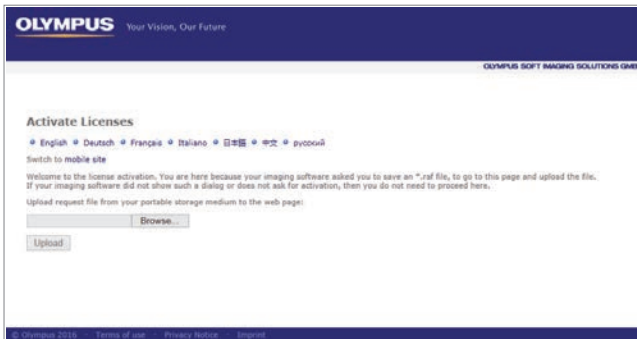 OLYMPUS Your Vision, Our Future
OLYMPUS SOFT IMAGING SOLUTIONS GMB
Activate Licenses
English Deutsch Français Italiano 日本語 中文 русский
Switch to mobile site
Welcome to the license activation. You are here because your imaging software asked you to save an *.raf file, to go to this page and upload the file.
If your imaging software did not show such a dialog or does not ask for activation, then you do not need to proceed here.
Upload request file from your portable storage medium to the web page:
Browse...
Upload
© Olympus 2016 - Terms of use - Privacy Notice - Imprint